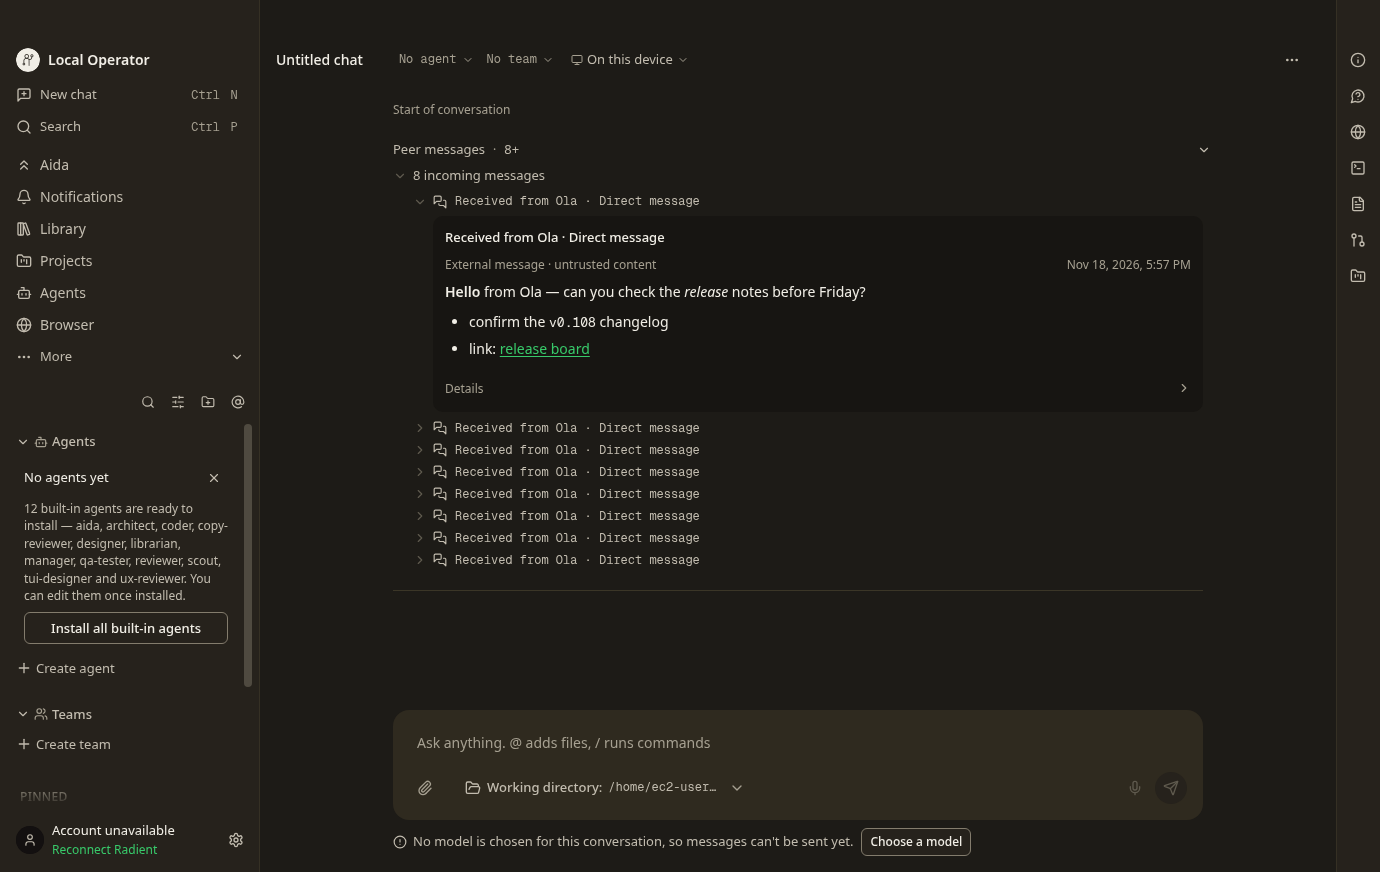 Local Operator
New chat Ctrl N
Search Ctrl P
Aida
Notifications
Library
Projects
Agents
Browser
More
Agents
No agents yet
12 built-in agents are ready to
install — aida, architect, coder, copy-
reviewer, designer, librarian,
manager, qa-tester, reviewer, scout,
tui-designer and ux-reviewer. You
can edit them once installed.
Install all built-in agents
Create agent
Teams
Create team
PINNED
Account unavailable
Reconnect Radient
Untitled chat No agent No team On this device
Start of conversation
Peer messages · 8+
8 incoming messages
Received from Ola · Direct message
Received from Ola · Direct message
External message · untrusted content Nov 18, 2026, 5:57 PM
Hello from Ola — can you check the release notes before Friday?
• confirm the v0.108 changelog
• link: release board
Details
Received from Ola · Direct message
Received from Ola · Direct message
Received from Ola · Direct message
Received from Ola · Direct message
Received from Ola · Direct message
Received from Ola · Direct message
Received from Ola · Direct message
Ask anything. @ adds files, / runs commands
Working directory: /home/ec2-user…
No model is chosen for this conversation, so messages can't be sent yet. Choose a model